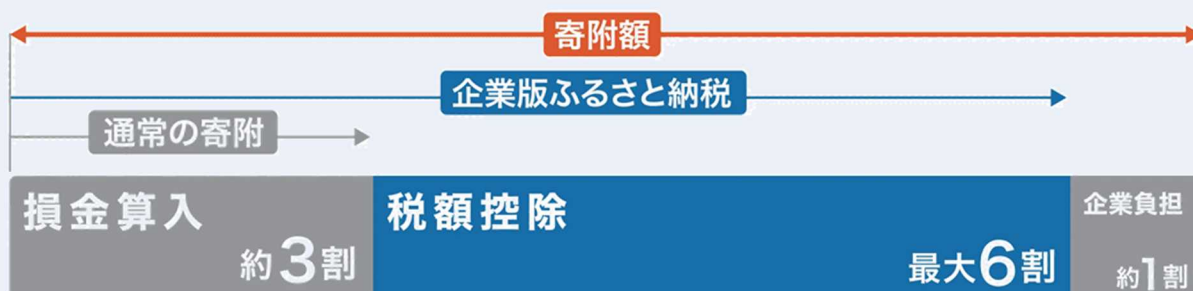 寄附額
企業版ふるさと納税
通常の寄附
損金算入
約3割
税額控除
最大6割
企業負担
約1割